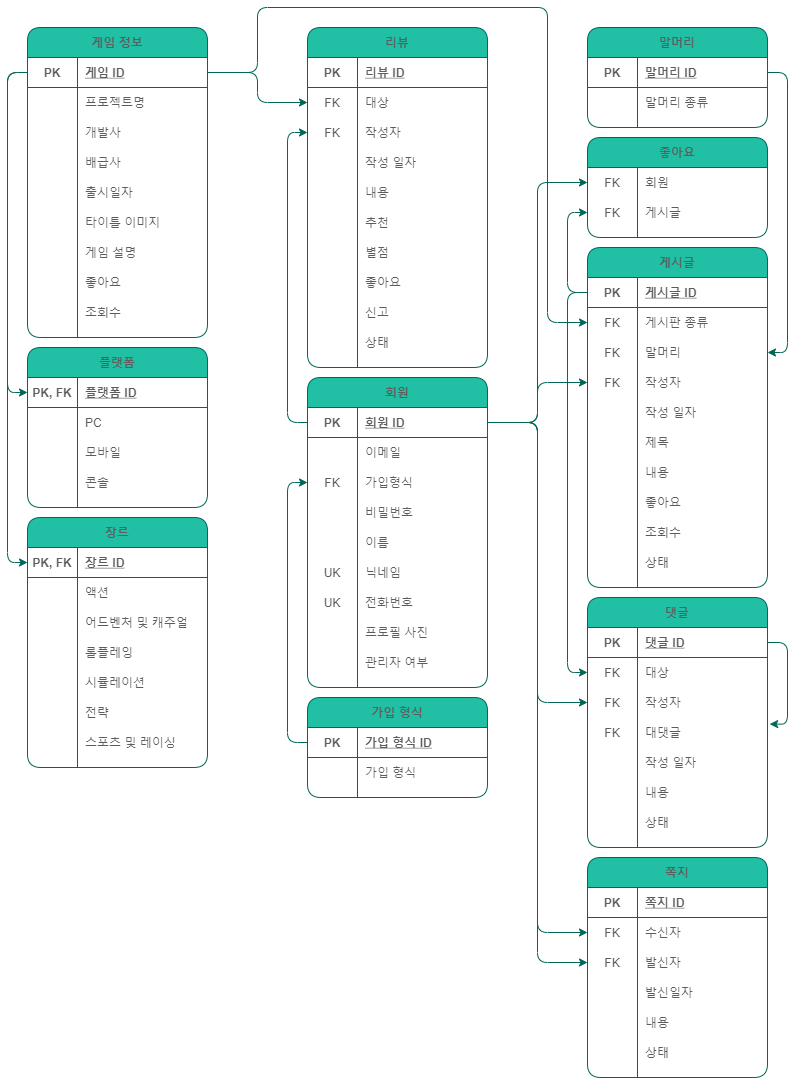 게임 정보
PK 게임 ID
프로젝트명
개발사
배급사
출시일자
타이틀 이미지
게임 설명
좋아요
조회수
플랫폼
PK, FK 플랫폼 ID
PC
모바일
콘솔
장르
PK, FK 장르 ID
액션
어드벤처 및 캐주얼
롤플레잉
시뮬레이션
전략
스포츠 및 레이싱
리뷰
PK 리뷰 ID
FK 대상
FK 작성자
작성 일자
내용
추천
별점
좋아요
신고
상태
회원
PK 회원 ID
이메일
FK 가입형식
비밀번호
이름
UK 닉네임
UK 전화번호
프로필 사진
관리자 여부
가입 형식
PK 가입 형식 ID
가입 형식
말머리
PK 말머리 ID
말머리 종류
좋아요
FK 회원
FK 게시글
게시글
PK 게시글 ID
FK 게시판 종류
FK 말머리
FK 작성자
작성 일자
제목
내용
좋아요
조회수
상태
댓글
PK 댓글 ID
FK 대상
FK 작성자
FK 대댓글
작성 일자
내용
상태
쪽지
PK 쪽지 ID
FK 수신자
FK 발신자
발신일자
내용
상태